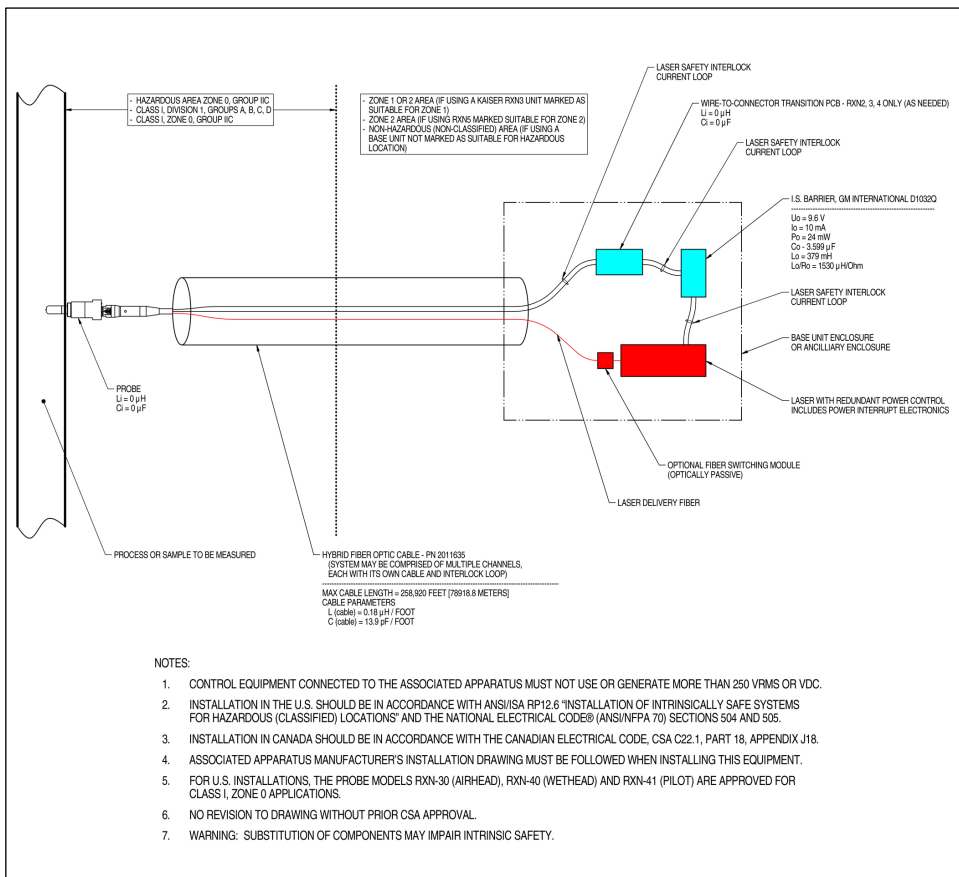 - HAZARDOUS AREA ZONE 0, GROUP IIC
- CLASS I, DIVISION 1, GROUPS A, B, C, D
- CLASS I, ZONE 0, GROUP IIC
- ZONE 1 OR 2 AREA (IF USING A KAISER RXN3 UNIT MARKED AS
SUITABLE FOR ZONE 1)
- ZONE 2 AREA (IF USING RXN5 MARKED SUITABLE FOR ZONE 2)
- NON-HAZARDOUS (NON-CLASSIFIED) AREA (IF USING A
BASE UNIT NOT MARKED AS SUITABLE FOR HAZARDOUS
LOCATION)
LASER SAFETY INTERLOCK
CURRENT LOOP
WIRE-TO-CONNECTOR TRANSITION PCB - RXN2, 3, 4 ONLY (AS NEEDED)
Li = 0 µH
Ci = 0 µF
LASER SAFETY INTERLOCK
CURRENT LOOP
I.S. BARRIER, GM INTERNATIONAL D1032Q
Uo = 9.6 V
Io = 10 mA
Po = 24 mW
Co - 3.599 µF
Lo = 379 mH
Lo/Ro = 1530 µH/Ohm
LASER SAFETY INTERLOCK
CURRENT LOOP
BASE UNIT ENCLOSURE
OR ANCILLIARY ENCLOSURE
LASER WITH REDUNDANT POWER CONTROL
INCLUDES POWER INTERRUPT ELECTRONICS
PROBE
Li = 0 µH
Ci = 0 µF
OPTIONAL FIBER SWITCHING MODULE
(OPTICALLY PASSIVE)
LASER DELIVERY FIBER
PROCESS OR SAMPLE TO BE MEASURED
HYBRID FIBER OPTIC CABLE - PN 2011635
(SYSTEM MAY BE COMPRISED OF MULTIPLE CHANNELS,
EACH WITH ITS OWN CABLE AND INTERLOCK LOOP)
MAX CABLE LENGTH = 258,920 FEET [78918.8 METERS]
CABLE PARAMETERS
L (cable) = 0.18 µH / FOOT
C (cable) = 13.9 pF / FOOT
NOTES:
1. CONTROL EQUIPMENT CONNECTED TO THE ASSOCIATED APPARATUS MUST NOT USE OR GENERATE MORE THAN 250 VRMS OR VDC.
2. INSTALLATION IN THE U.S. SHOULD BE IN ACCORDANCE WITH ANSI/ISA RP12.6 “INSTALLATION OF INTRINSICALLY SAFE SYSTEMS
FOR HAZARDOUS (CLASSIFIED) LOCATIONS” AND THE NATIONAL ELECTRICAL CODE® (ANSI/NFPA 70) SECTIONS 504 AND 505.
3. INSTALLATION IN CANADA SHOULD BE IN ACCORDANCE WITH THE CANADIAN ELECTRICAL CODE, CSA C22.1, PART 18, APPENDIX J18.
4. ASSOCIATED APPARATUS MANUFACTURER'S INSTALLATION DRAWING MUST BE FOLLOWED WHEN INSTALLING THIS EQUIPMENT.
5. FOR U.S. INSTALLATIONS, THE PROBE MODELS RXN-30 (AIRHEAD), RXN-40 (WETHEAD) AND RXN-41 (PILOT) ARE APPROVED FOR
CLASS I, ZONE 0 APPLICATIONS.
6. NO REVISION TO DRAWING WITHOUT PRIOR CSA APPROVAL.
7. WARNING: SUBSTITUTION OF COMPONENTS MAY IMPAIR INTRINSIC SAFETY.